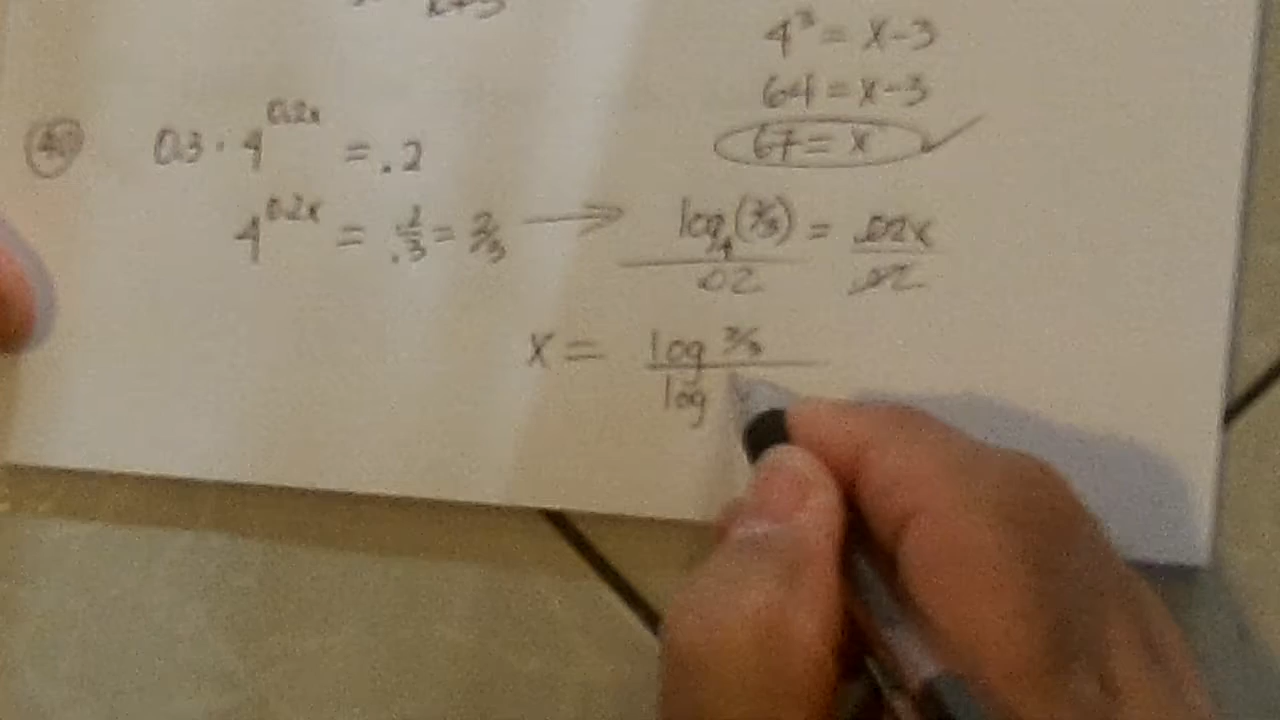 4³ = x-3
64 = x-3
67 = x ✓
0.3 · 4^0.2x = .2
4^0.2x = .2/.3 = 2/3 → log₄(2/3)/.02 = .02x/.02
x = log 2/3 / log